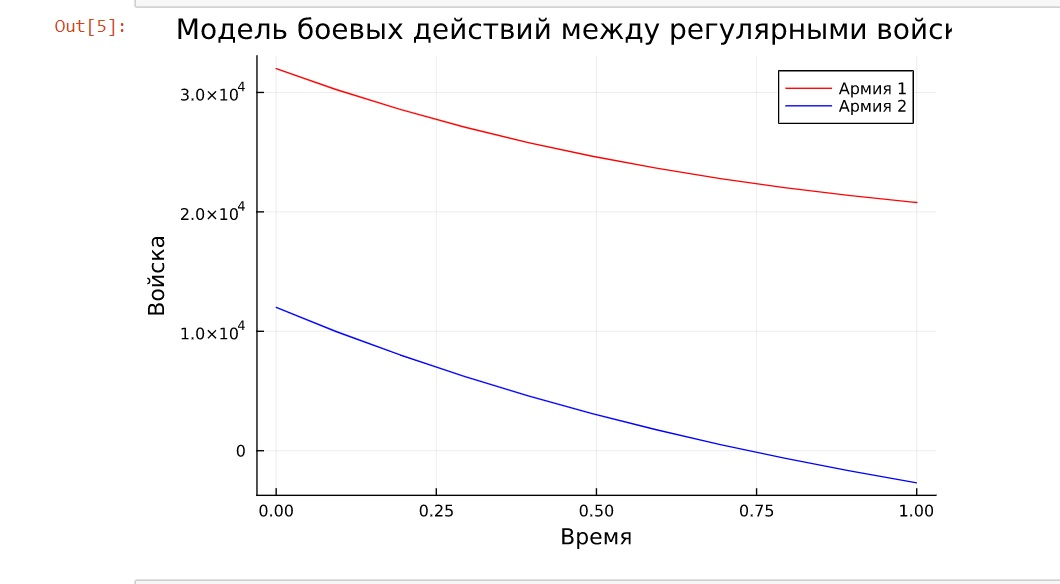 Out[5]:
Модель боевых действий между регулярными
Армия 1
Армия 2
3.0×10⁴
2.0×10⁴
1.0×10⁴
0
Войска
0.00 0.25 0.50 0.75 1.00
Время